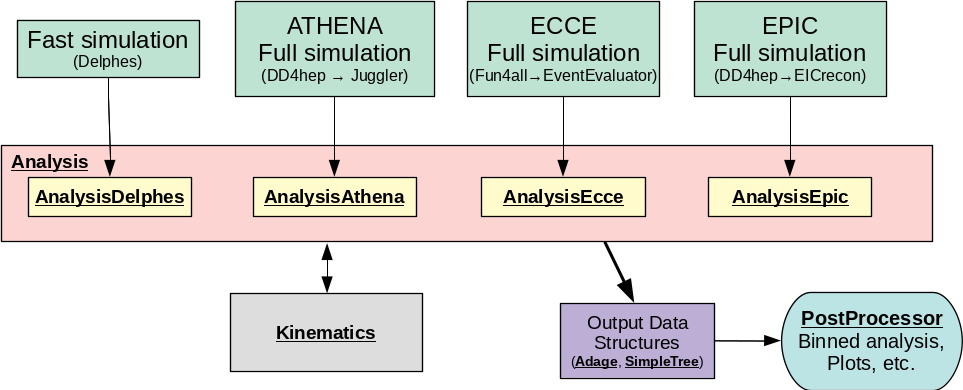 Fast simulation
(Delphes)
ATHENA
Full simulation
(DD4hep → Juggler)
ECCE
Full simulation
(Fun4all→EventEvaluator)
EPIC
Full simulation
(DD4hep→EICrecon)
Analysis
AnalysisDelphes
AnalysisAthena
AnalysisEcce
AnalysisEpic
Kinematics
Output Data
Structures
(Adage, SimpleTree)
PostProcessor
Binned analysis,
Plots, etc.